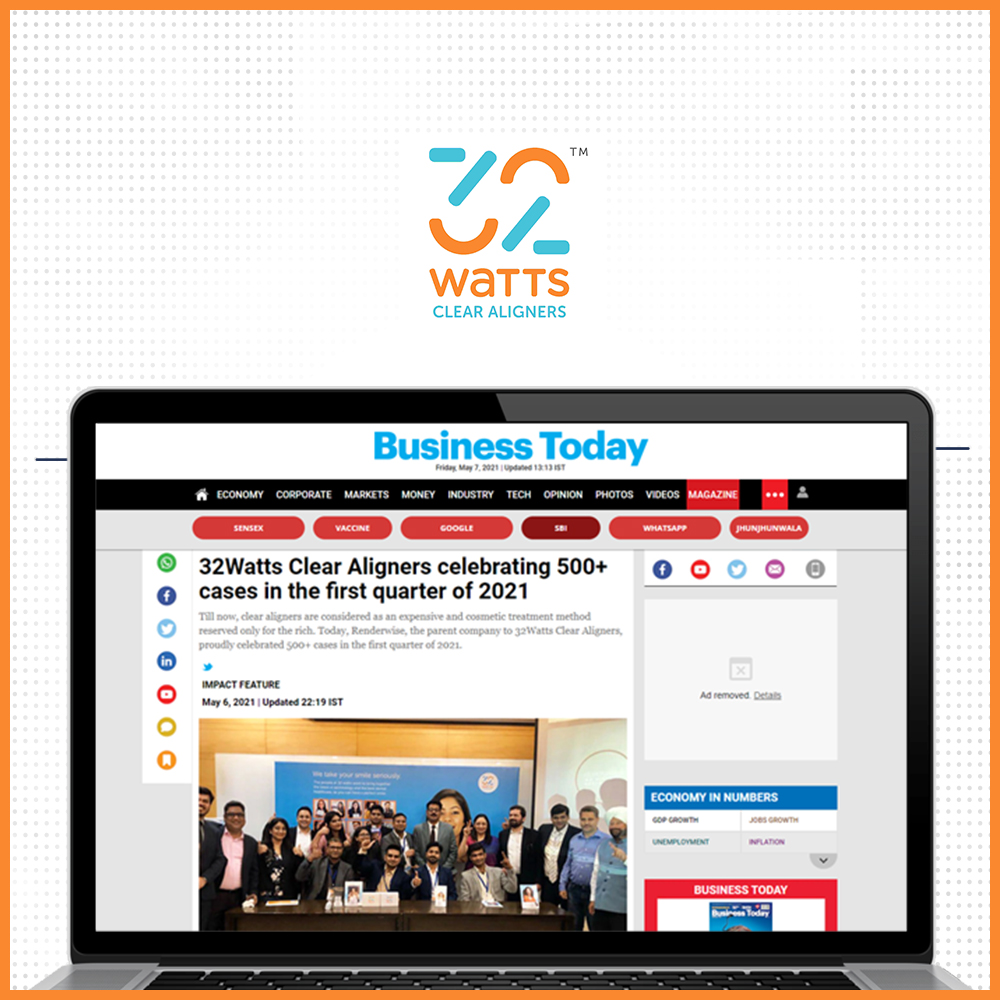 32 TM
WATTS
CLEAR ALIGNERS
Business Today
Friday, May 7, 2021 | Updated 13:13 IST
ECONOMY CORPORATE MARKETS MONEY INDUSTRY TECH OPINION PHOTOS VIDEOS MAGAZINE
SENSEX VACCINE GOOGLE SBI WHATSAPP JHUNJHUNWALA
32Watts Clear Aligners celebrating 500+
cases in the first quarter of 2021
Till now, clear aligners are considered as an expensive and cosmetic treatment method
reserved only for the rich. Today, Renderwise, the parent company to 32Watts Clear Aligners,
proudly celebrated 500+ cases in the first quarter of 2021.
IMPACT FEATURE
May 6, 2021 | Updated 22:19 IST
We take your smile seriously.
Ad removed. Details
ECONOMY IN NUMBERS
GDP GROWTH JOBS GROWTH
UNEMPLOYMENT INFLATION
BUSINESS TODAY
Business Today